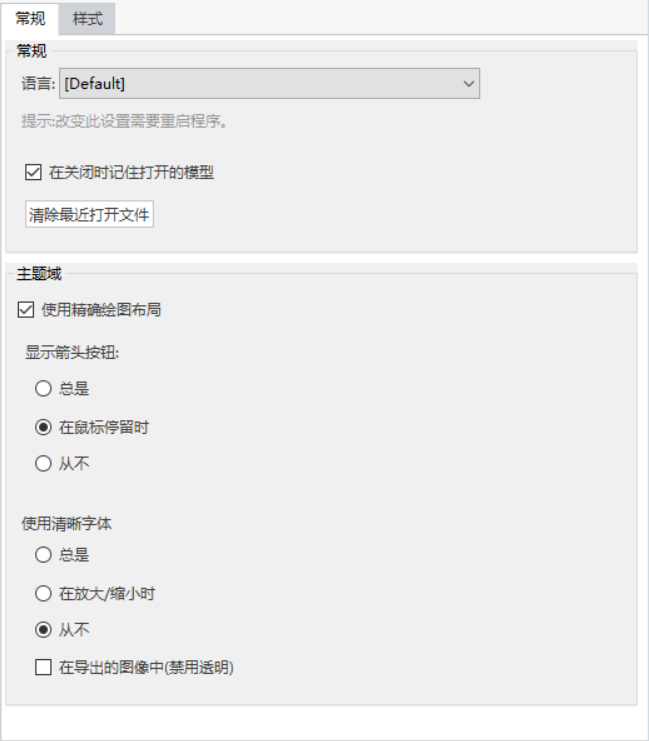 常规 样式
常规
语言: [Default]
提示:改变此设置需要重启程序。
在关闭时记住打开的模型
清除最近打开文件
主题域
使用精确绘图布局
显示箭头按钮:
总是
在鼠标停留时
从不
使用清晰字体
总是
在放大/缩小时
从不
在导出的图像中(禁用透明)